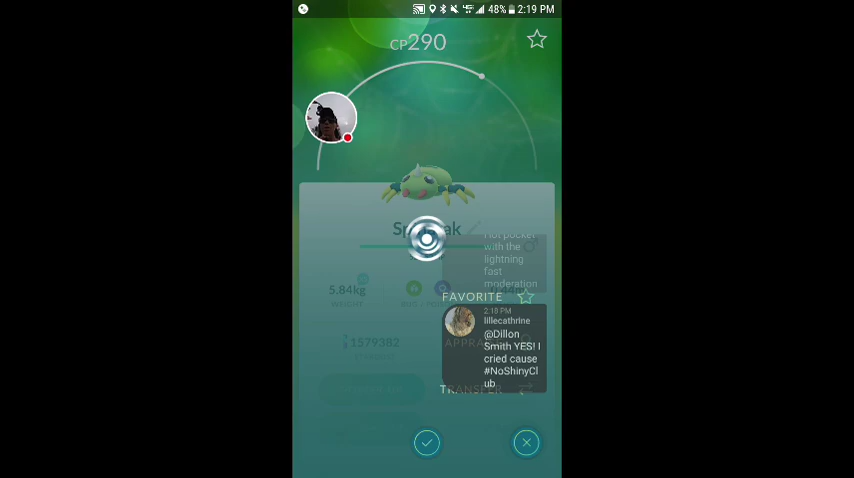 48% 2:19 PM
CP290
Hot pocket
with the
lightning
fast
moderation
5.84kg
WEIGHT
FAVORITE
2:18 PM
lillecathrine
@Dillon
Smith YES! I
cried cause
#NoShinyCl
ub
1579382
TRANSFER